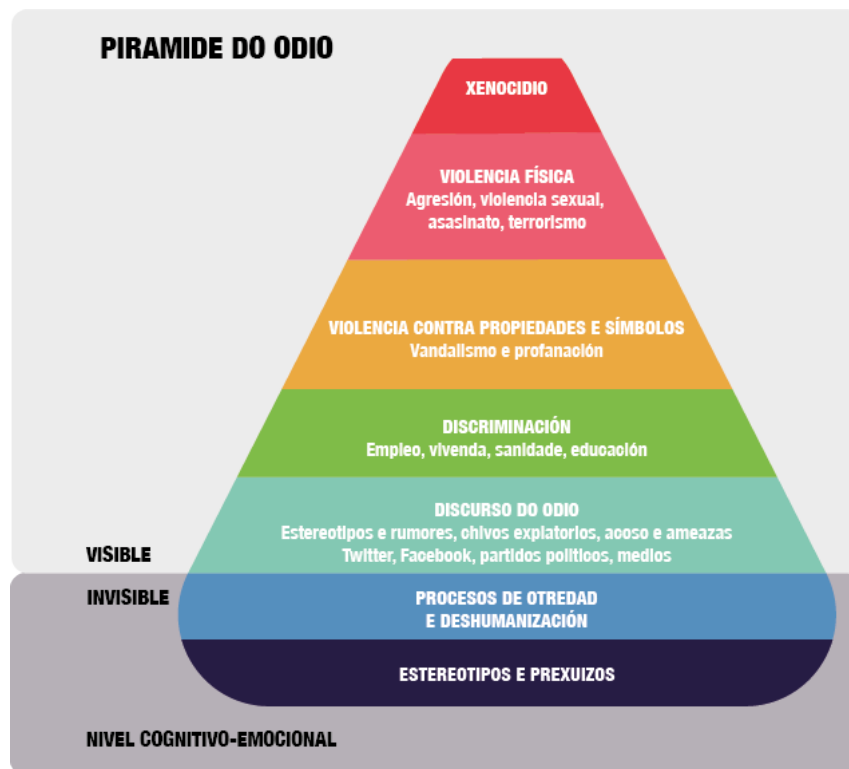 PIRAMIDE DO ODIO
XENOCIDIO
VIOLENCIA FÍSICA
Agresión, violencia sexual,
asasinato, terrorismo
VIOLENCIA CONTRA PROPIEDADES E SÍMBOLOS
Vandalismo e profanación
DISCRIMINACIÓN
Empleo, vivenda, sanidade, educación
DISCURSO DO ODIO
Estereotipos e rumores, chivos expiatorios, acoso e ameazas
Twitter, Facebook, partidos politicos, medios
VISIBLE
INVISIBLE
PROCESOS DE OTREDAD
E DESHUMANIZACIÓN
ESTEREOTIPOS E PREXUIZOS
NIVEL COGNITIVO-EMOCIONAL